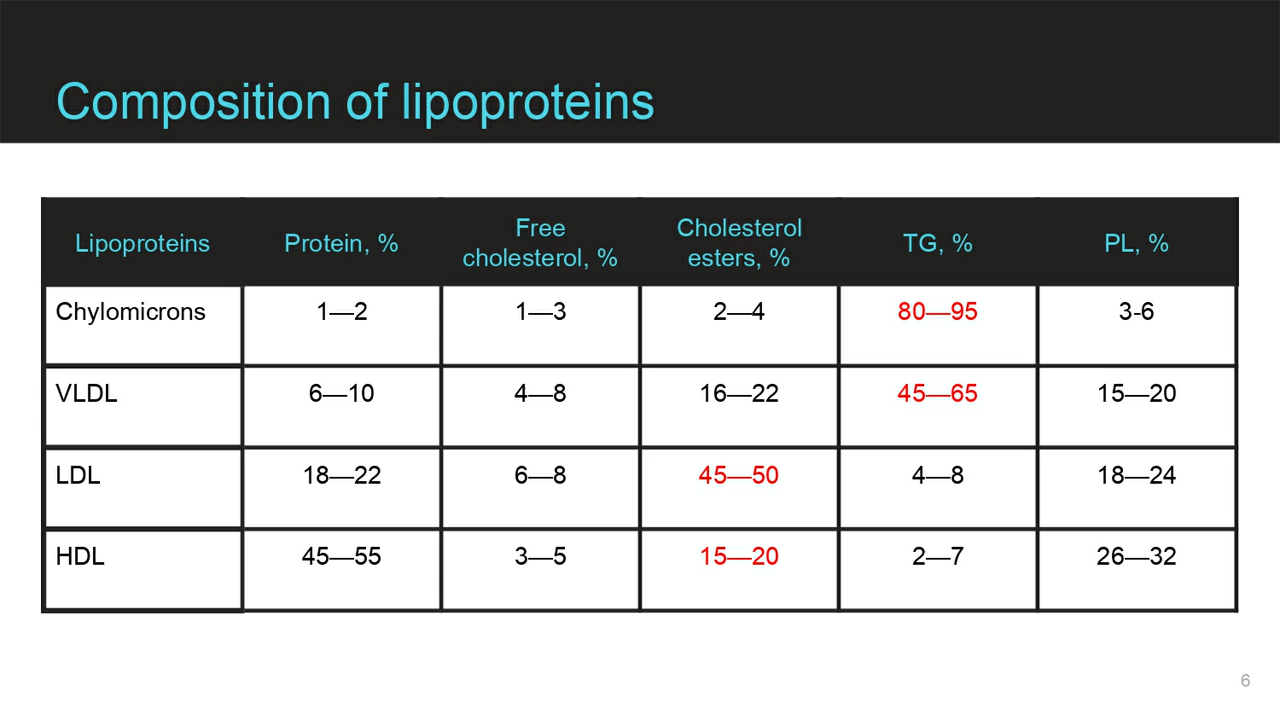 Composition of lipoproteins
Lipoproteins Protein, % Free cholesterol, % Cholesterol esters, % TG, % PL, %
Chylomicrons 1—2 1—3 2—4 80—95 3-6
VLDL 6—10 4—8 16—22 45—65 15—20
LDL 18—22 6—8 45—50 4—8 18—24
HDL 45—55 3—5 15—20 2—7 26—32
6